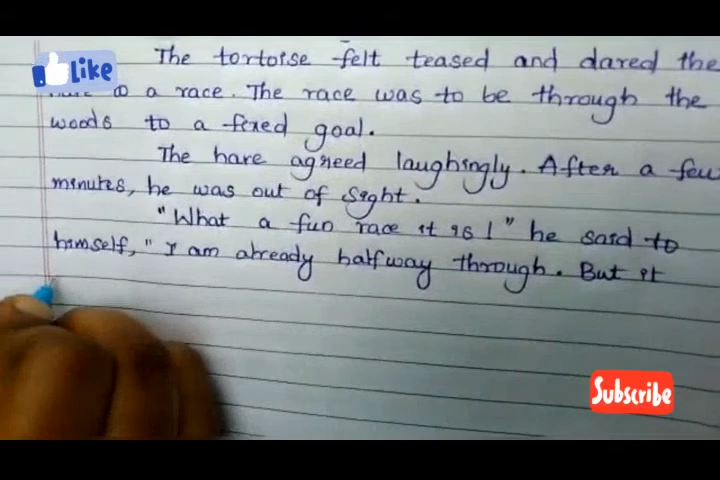 Like
The tortoise felt teased and dared the
to a race. The race was to be through the
woods to a fixed goal.
The hare agreed laughingly. After a few
minutes, he was out of sight.
"What a fun race it is!" he said to
himself, "I am already halfway through. But it
Subscribe